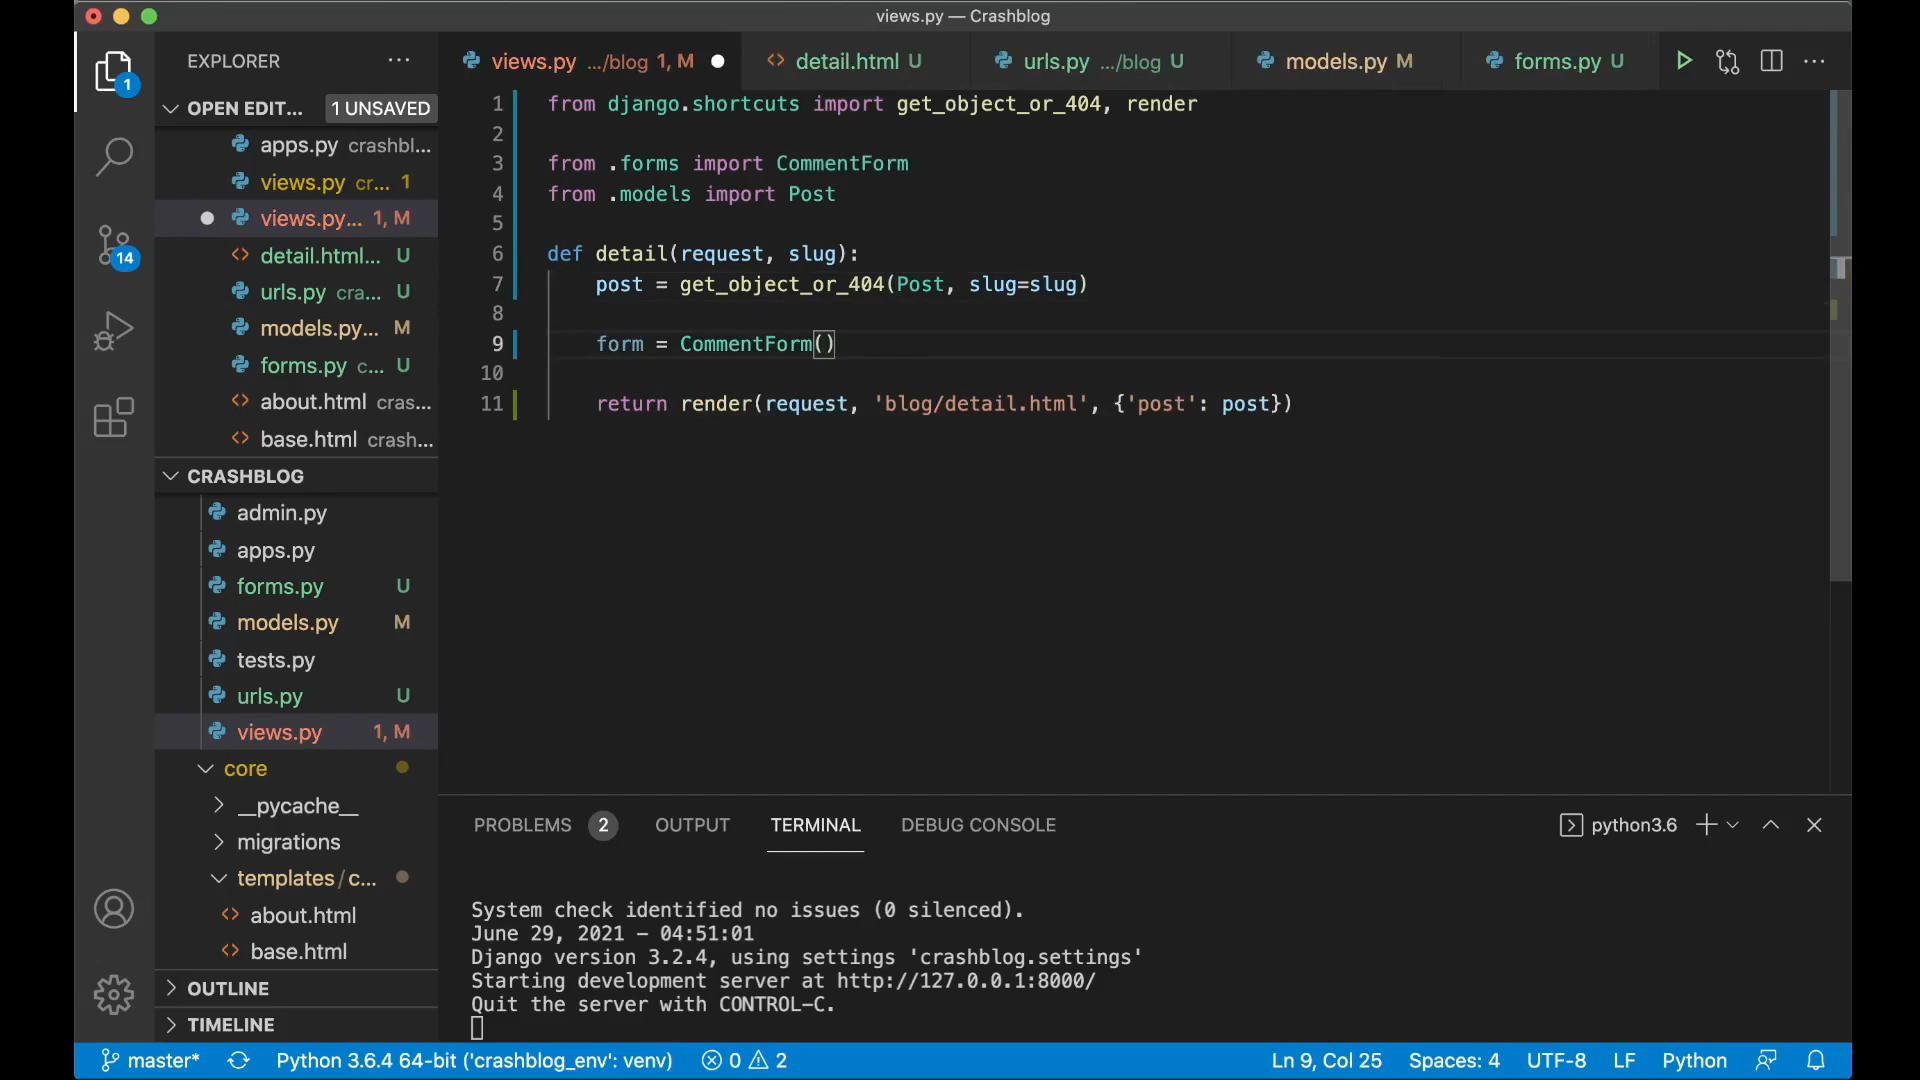 views.py — Crashblog
EXPLORER
views.py .../blog 1, M
detail.html U
urls.py .../blog U
models.py M
forms.py U
1
OPEN EDIT... 1 UNSAVED
apps.py crashbl...
views.py cr... 1
views.py... 1, M
detail.html... U
urls.py cra... U
models.py... M
forms.py c... U
about.html cras...
base.html crash...
14
CRASHBLOG
admin.py
apps.py
forms.py U
models.py M
tests.py
urls.py U
views.py 1, M
core
__pycache__
migrations
templates/c...
about.html
base.html
OUTLINE
TIMELINE
1 from django.shortcuts import get_object_or_404, render
2
3 from .forms import CommentForm
4 from .models import Post
5
6 def detail(request, slug):
7 post = get_object_or_404(Post, slug=slug)
8
9 form = CommentForm()
10
11 return render(request, 'blog/detail.html', {'post': post})
PROBLEMS 2 OUTPUT TERMINAL DEBUG CONSOLE python3.6
System check identified no issues (0 silenced).
June 29, 2021 - 04:51:01
Django version 3.2.4, using settings 'crashblog.settings'
Starting development server at http://127.0.0.1:8000/
Quit the server with CONTROL-C.
master* Python 3.6.4 64-bit ('crashblog_env': venv) 0 2 Ln 9, Col 25 Spaces: 4 UTF-8 LF Python